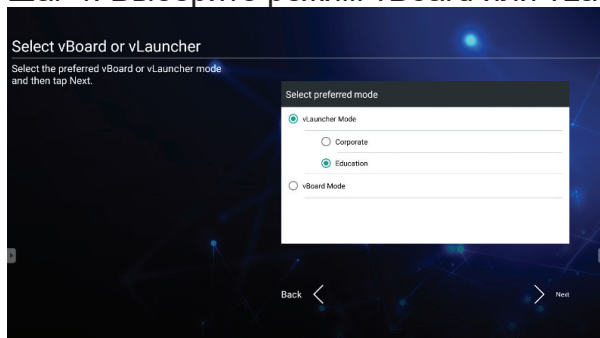 Select vBoard or vLauncher
Select the preferred vBoard or vLauncher mode
and then tap Next.
Select preferred mode
vLauncher Mode
Corporate
Education
vBoard Mode
Back
Next